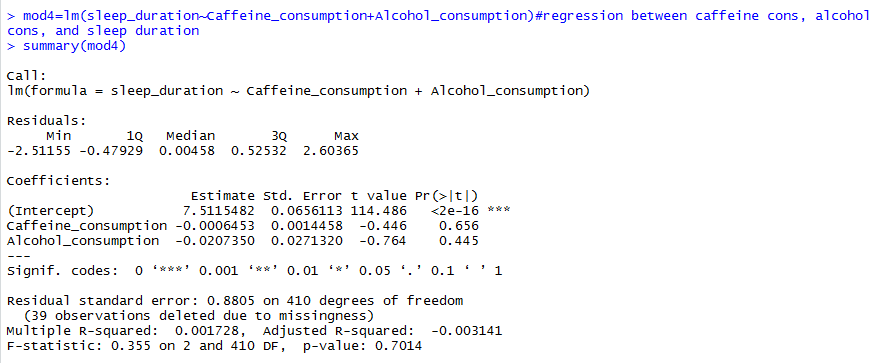 > mod4=lm(sleep_duration~Caffeine_consumption+Alcohol_consumption)#regression between caffeine cons, alcohol
cons, and sleep duration
> summary(mod4)
Call:
lm(formula = sleep_duration ~ Caffeine_consumption + Alcohol_consumption)
Residuals:
     Min       1Q   Median       3Q      Max
-2.51155 -0.47929  0.00458  0.52532  2.60365
Coefficients:
                       Estimate Std. Error t value Pr(>|t|)
(Intercept)           7.5115482  0.0656113 114.486   <2e-16 ***
Caffeine_consumption -0.0006453  0.0014458  -0.446    0.656
Alcohol_consumption  -0.0207350  0.0271320  -0.764    0.445
---
Signif. codes:  0 ‘***’ 0.001 ‘**’ 0.01 ‘*’ 0.05 ‘.’ 0.1 ‘ ’ 1
Residual standard error: 0.8805 on 410 degrees of freedom
  (39 observations deleted due to missingness)
Multiple R-squared:  0.001728,	Adjusted R-squared:  -0.003141
F-statistic: 0.355 on 2 and 410 DF,  p-value: 0.7014